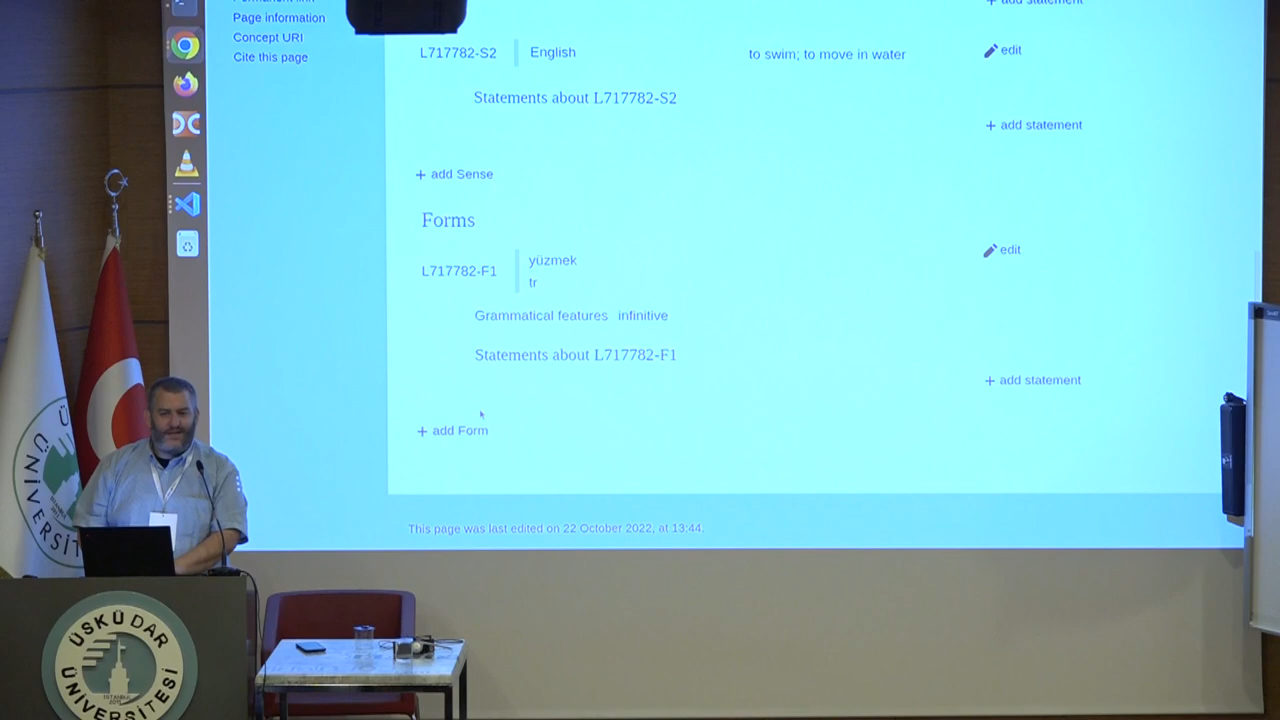 Page information
Concept URI
Cite this page
add statement
L717782-S2
English
to swim; to move in water
edit
Statements about L717782-S2
+ add statement
+ add Sense
Forms
L717782-F1
yüzmek
tr
edit
Grammatical features infinitive
Statements about L717782-F1
+ add statement
+ add Form
This page was last edited on 22 October 2022, at 13:44.
ÜSKÜDAR
ÜNİVERSİTESİ
İSTANBUL